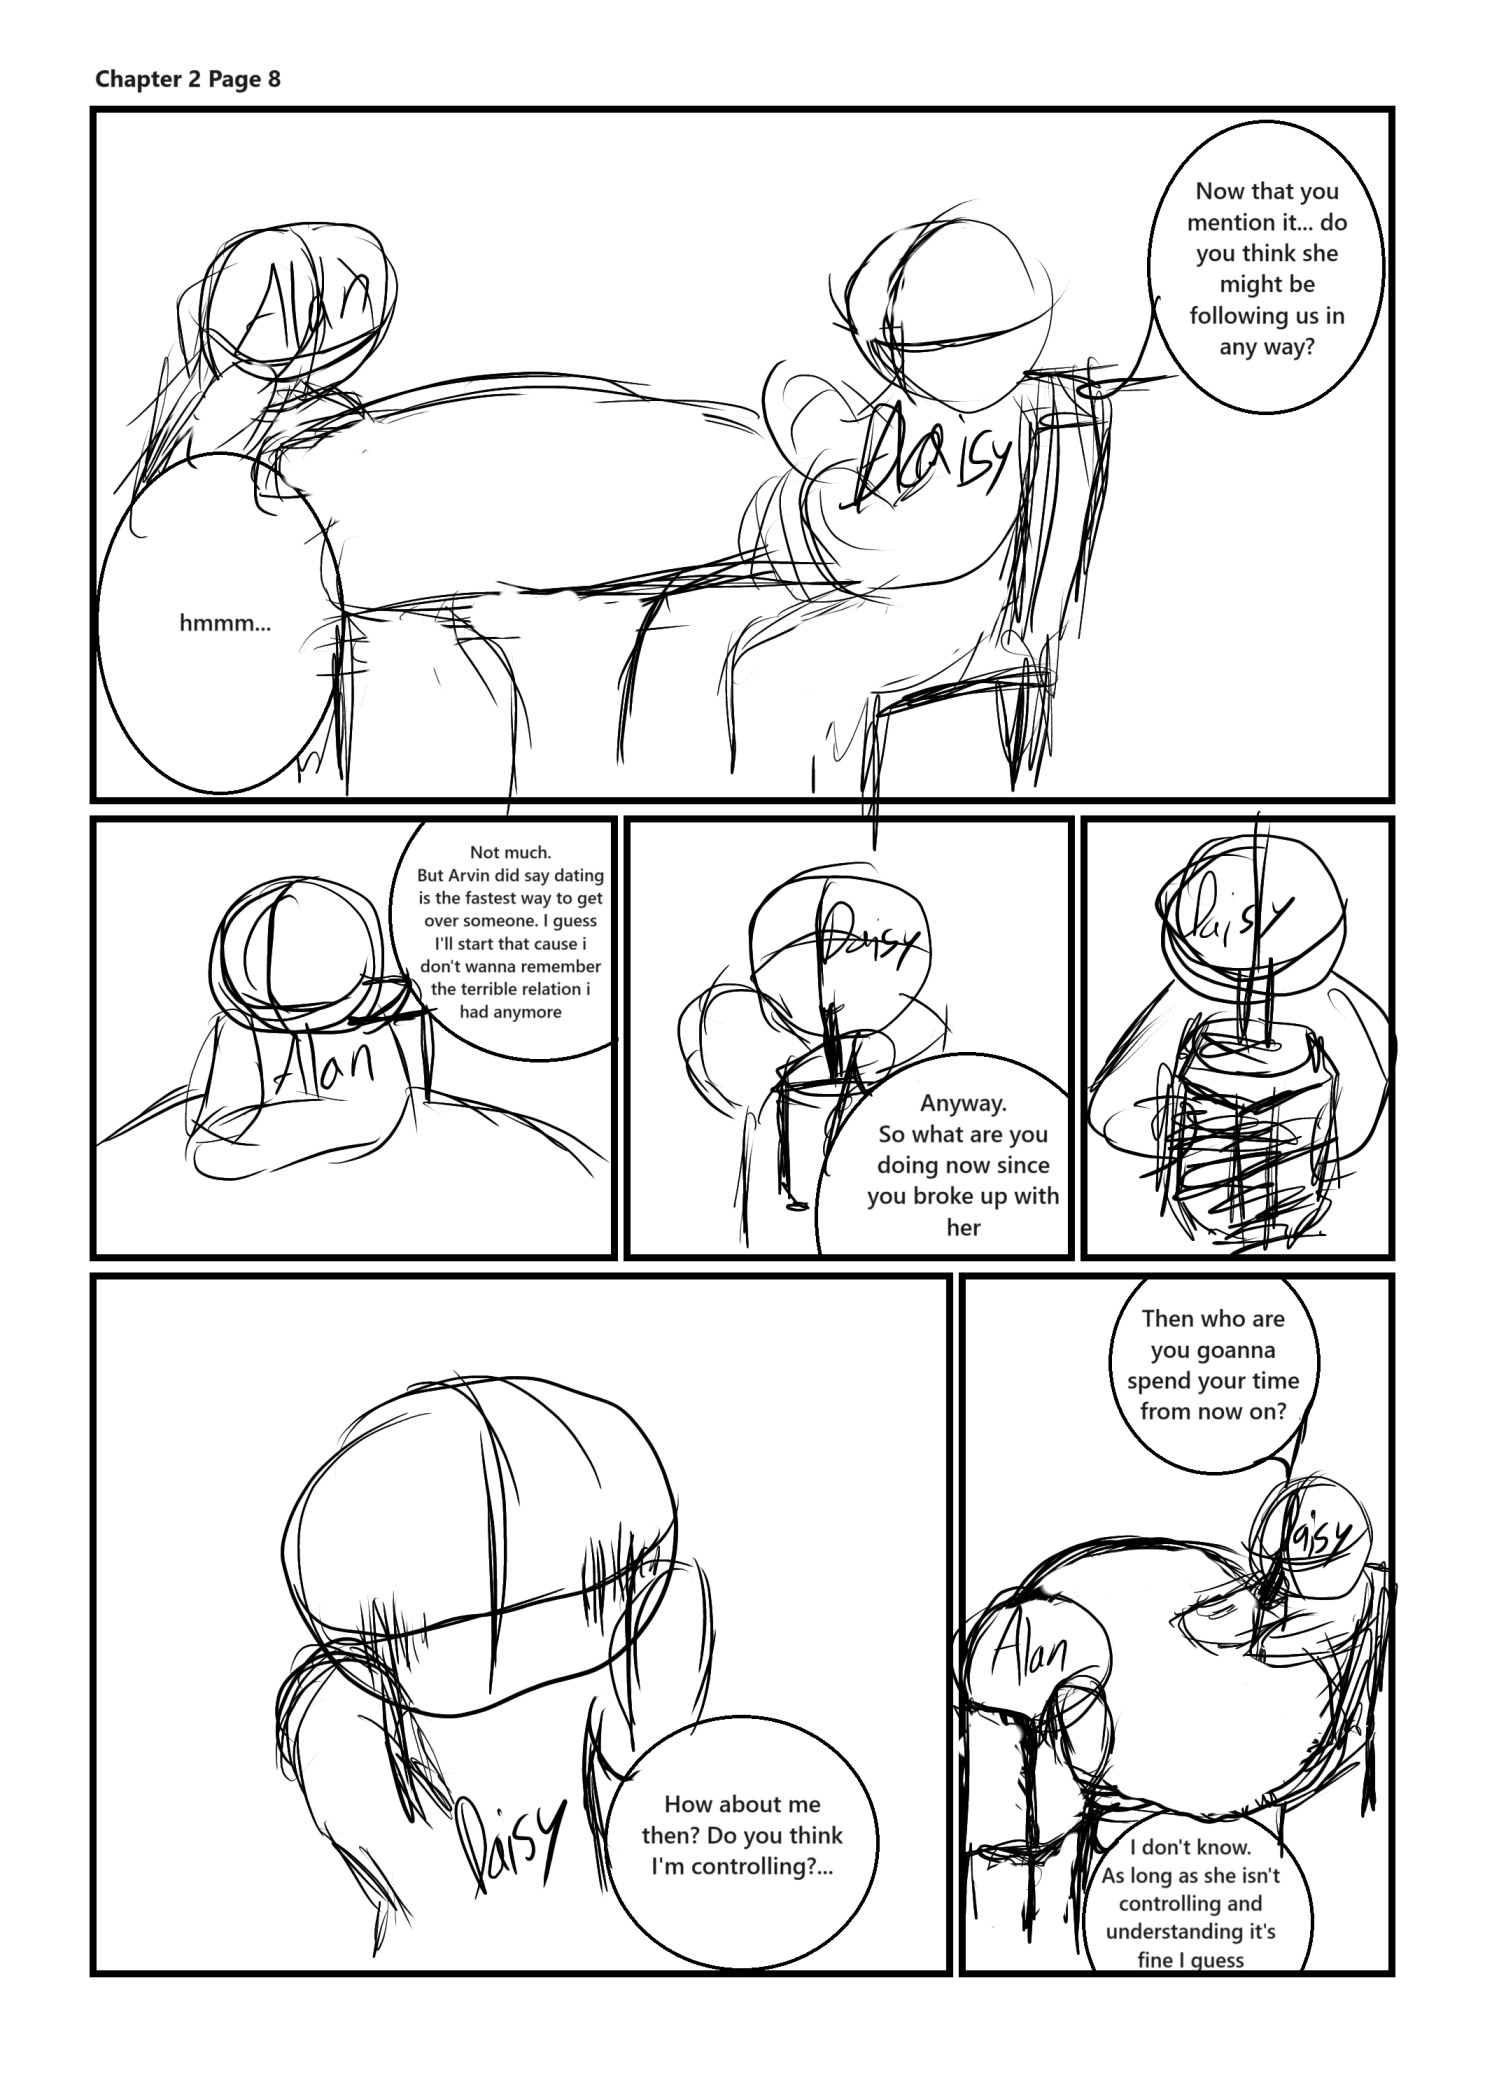 Chapter 2 Page 8
Now that you
mention it... do
you think she
might be
following us in
any way?
Daisy
Alan
hmmm...
Daisy
Daisy
Anyway.
So what are you
doing now since
you broke up with
her
Not much.
But Arvin did say dating
is the fastest way to get
over someone. I guess
I'll start that cause i
don't wanna remember
the terrible relation i
had anymore
Alan
Then who are
you goanna
spend your time
from now on?
Daisy
Alan
I don't know.
As long as she isn't
controlling and
understanding it's
fine I guess
How about me
then? Do you think
I'm controlling?...
Daisy